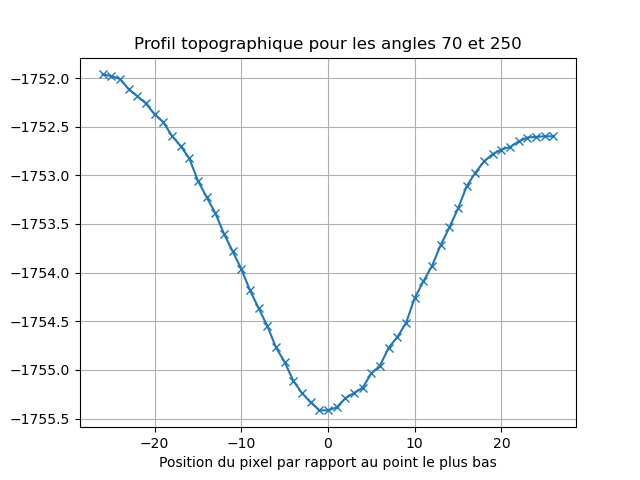 Profil topographique pour les angles 70 et 250
−1752.0
−1752.5
−1753.0
−1753.5
−1754.0
−1754.5
−1755.0
−1755.5
−20 −10 0 10 20
Position du pixel par rapport au point le plus bas